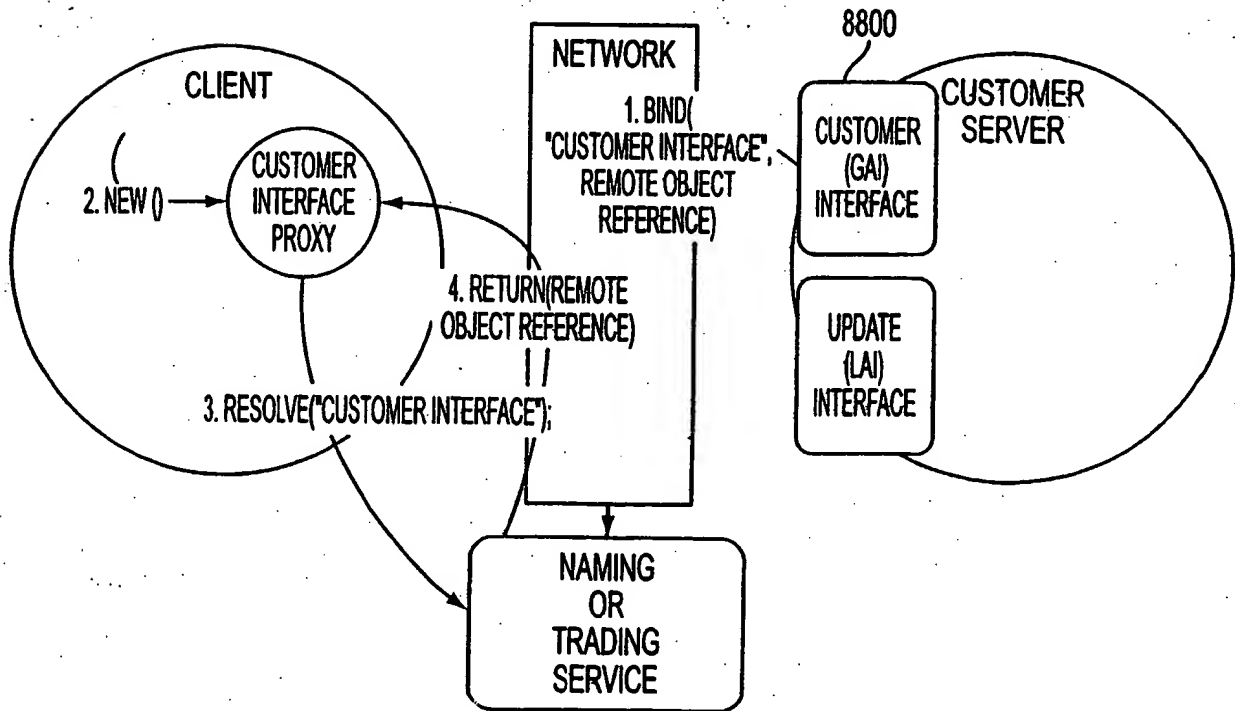 8800
NETWORK
CLIENT
CUSTOMER
SERVER
1. BIND(
"CUSTOMER INTERFACE",
REMOTE OBJECT
REFERENCE)
CUSTOMER
(GAI)
INTERFACE
CUSTOMER
INTERFACE
PROXY
2. NEW ()
4. RETURN(REMOTE
OBJECT REFERENCE)
UPDATE
(LAI)
INTERFACE
3. RESOLVE("CUSTOMER INTERFACE");
NAMING
OR
TRADING
SERVICE